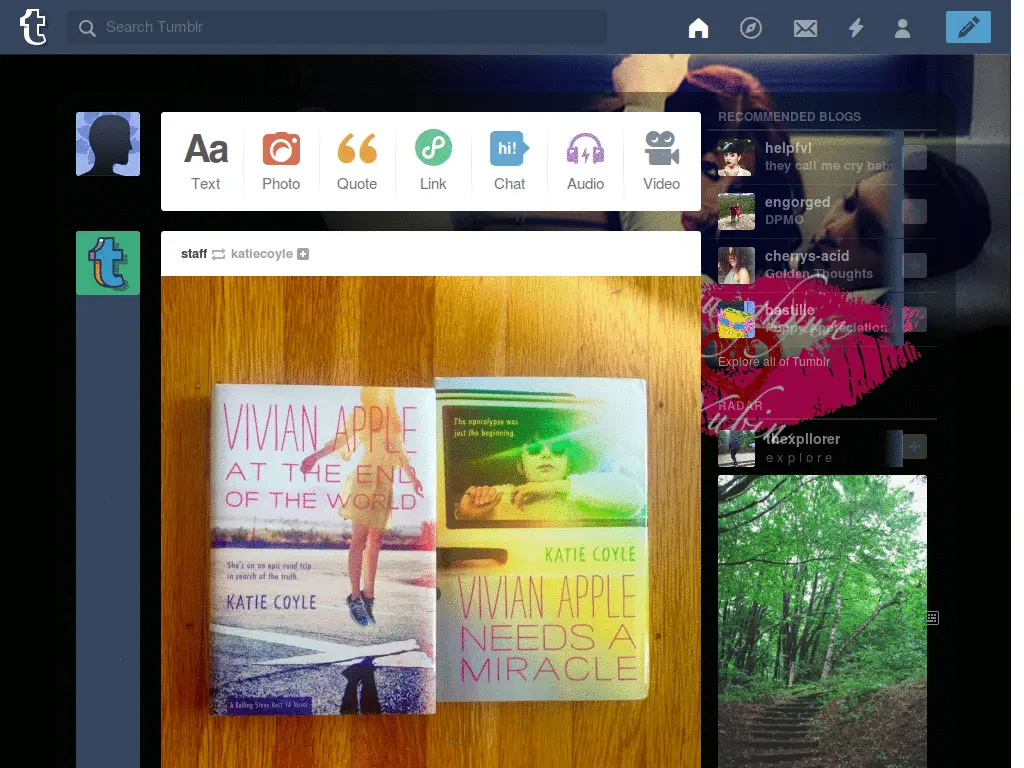 Search Tumblr
Aa
hi!
Text
Photo
Quote
Link
Chat
Audio
Video
staff katiecoyle
VIVIAN APPLE
AT THE END
OF THE WORLD
She's on an epic road trip
in search of the truth.
KATIE COYLE
A Rolling Stone Best YA Novel
The apocalypse was
just the beginning.
KATIE COYLE
VIVIAN APPLE
NEEDS A
MIRACLE
RECOMMENDED BLOGS
helpfv!
they call me cry baby
engorged
DPMO
cherrys-acid
Golden Thoughts
bastille
Puppy Appreciation
Explore all of Tumblr
RADAR
thexpllorer
explore